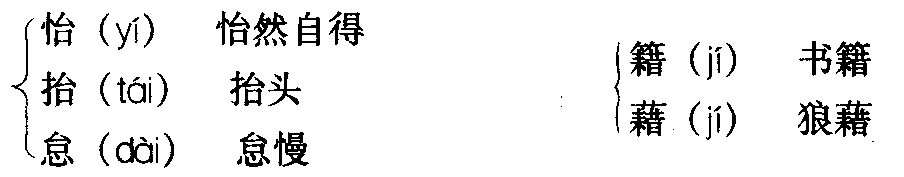 怡（yí） 怡然自得
抬（tái） 抬头
怠（dài） 怠慢
籍（jí） 书籍
藉（jí） 狼藉